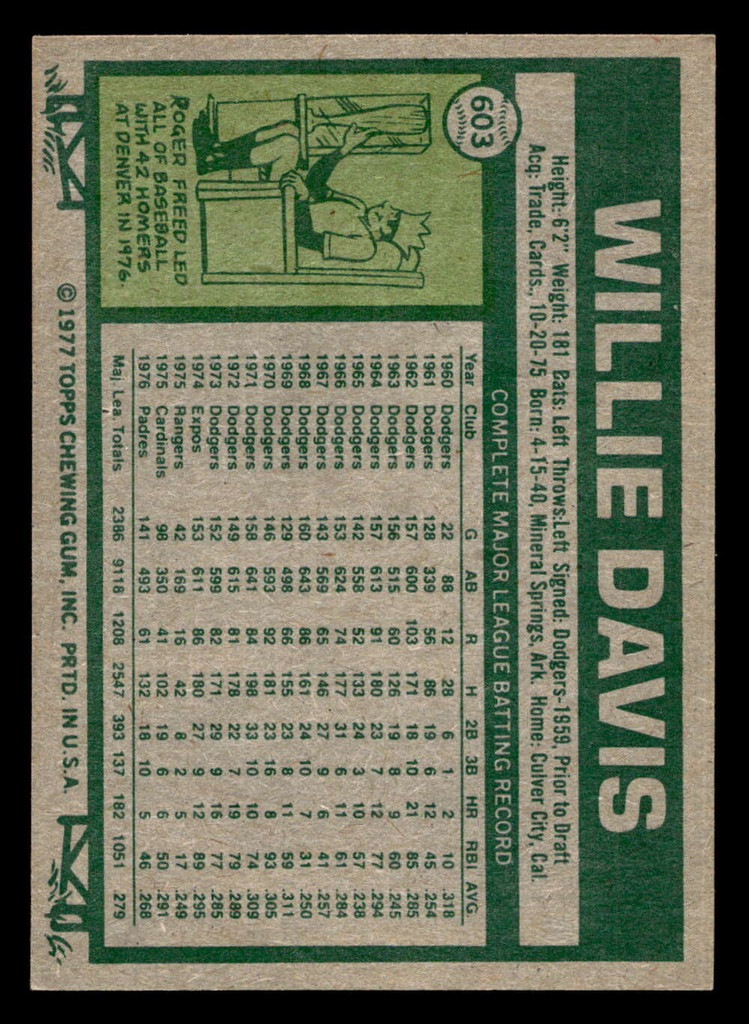 603
WILLIE DAVIS
Height: 6'2" Weight: 181 Bats: Left Throws: Left Signed: Dodgers-1959, Prior to Draft
Acq: Trade, Cards., 10-20-75 Born: 4-15-40, Mineral Springs, Ark. Home: Culver City, Cal.
COMPLETE MAJOR LEAGUE BATTING RECORD
Year Club G AB R H 2B 3B HR RBI AVG.
1960 Dodgers 22 88 12 28 6 1 2 10 .318
1961 Dodgers 128 339 56 86 19 6 12 45 .254
1962 Dodgers 157 600 103 171 18 10 21 85 .285
1963 Dodgers 156 515 60 126 19 8 9 60 .245
1964 Dodgers 157 613 91 180 23 7 12 77 .294
1965 Dodgers 142 558 52 133 24 3 10 57 .238
1966 Dodgers 153 624 74 177 31 6 11 61 .284
1967 Dodgers 143 569 65 146 27 9 6 41 .257
1968 Dodgers 160 643 86 161 24 10 7 31 .250
1969 Dodgers 129 498 66 155 23 8 11 59 .311
1970 Dodgers 146 593 92 181 23 16 8 93 .305
1971 Dodgers 158 641 84 198 33 10 10 74 .309
1972 Dodgers 149 615 81 178 22 7 19 79 .289
1973 Dodgers 152 599 82 171 29 9 16 77 .285
1974 Expos 153 611 86 180 27 9 12 89 .295
1975 Rangers 42 169 16 42 8 2 5 17 .249
1975 Cardinals 98 350 41 102 19 6 6 50 .291
1976 Padres 141 493 61 132 18 10 5 46 .268
Maj. Lea. Totals 2386 9118 1208 2547 393 137 182 1051 .279
ROGER FREED LED
ALL OF BASEBALL
WITH 42 HOMERS
AT DENVER IN 1976.
© 1977 TOPPS CHEWING GUM, INC. PRTD. IN U.S.A.